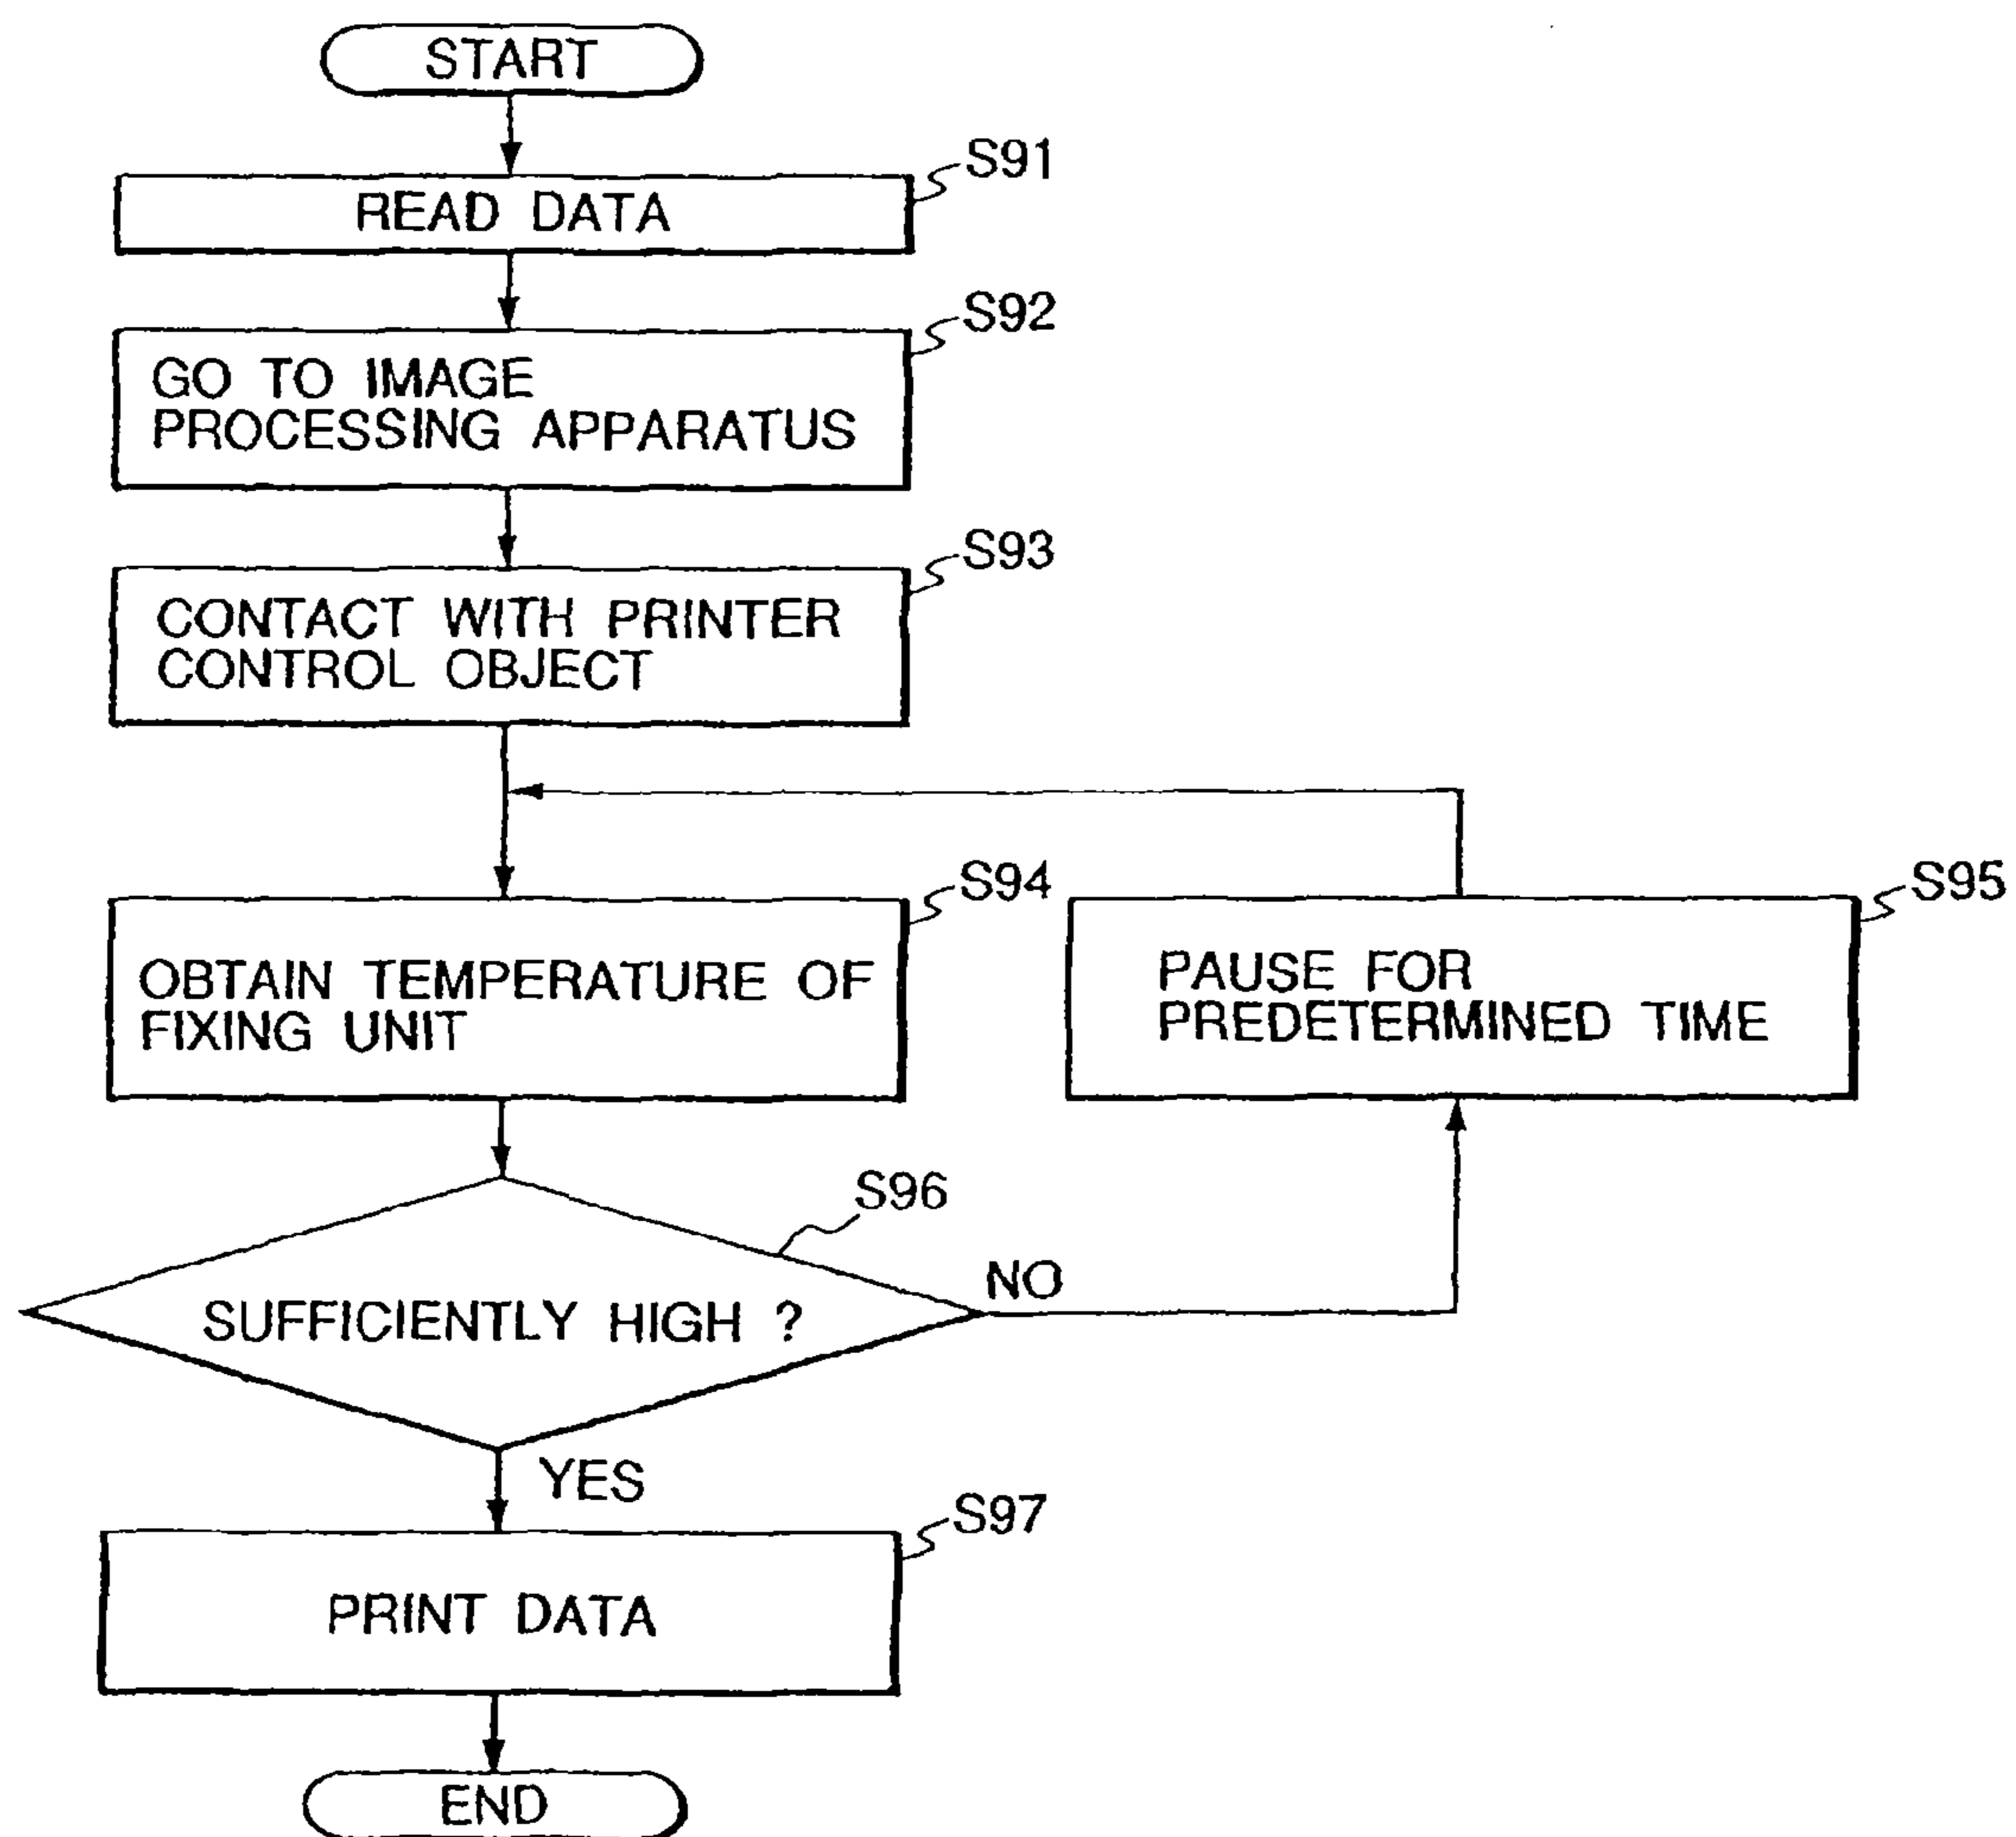 START
S91
READ DATA
S92
GO TO IMAGE
PROCESSING APPARATUS
S93
CONTACT WITH PRINTER
CONTROL OBJECT
S94
OBTAIN TEMPERATURE OF
FIXING UNIT
S95
PAUSE FOR
PREDETERMINED TIME
S96
SUFFICIENTLY HIGH ?
NO
YES
S97
PRINT DATA
END